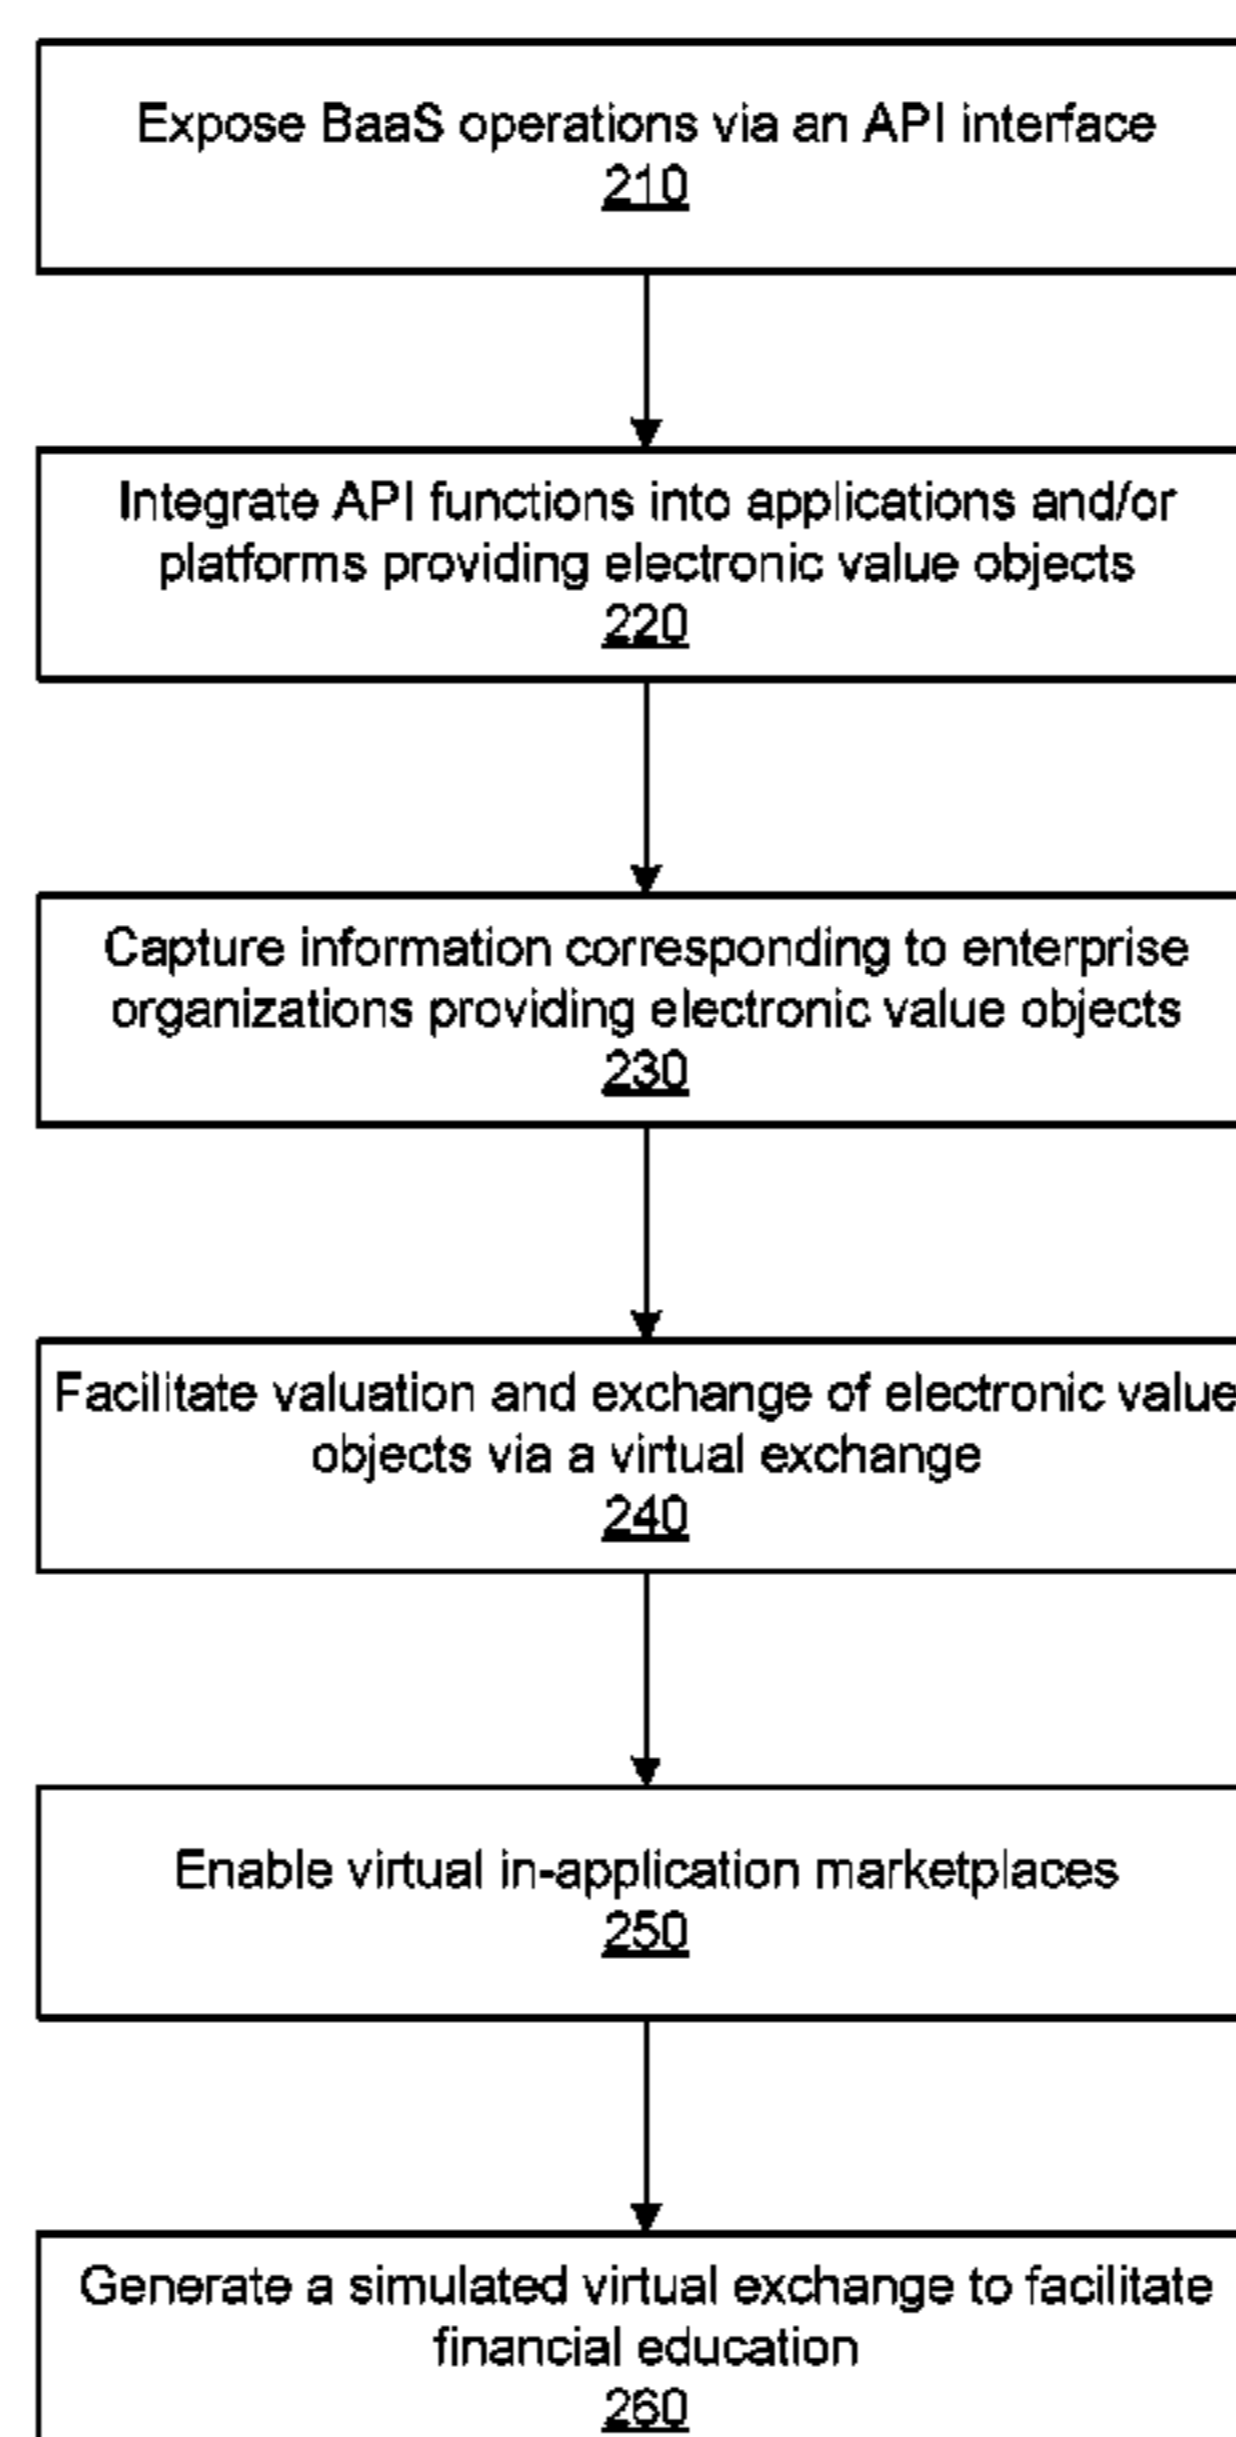 Expose BaaS operations via an API interface
210
Integrate API functions into applications and/or
platforms providing electronic value objects
220
Capture information corresponding to enterprise
organizations providing electronic value objects
230
Facilitate valuation and exchange of electronic value
objects via a virtual exchange
240
Enable virtual in-application marketplaces
250
Generate a simulated virtual exchange to facilitate
financial education
260